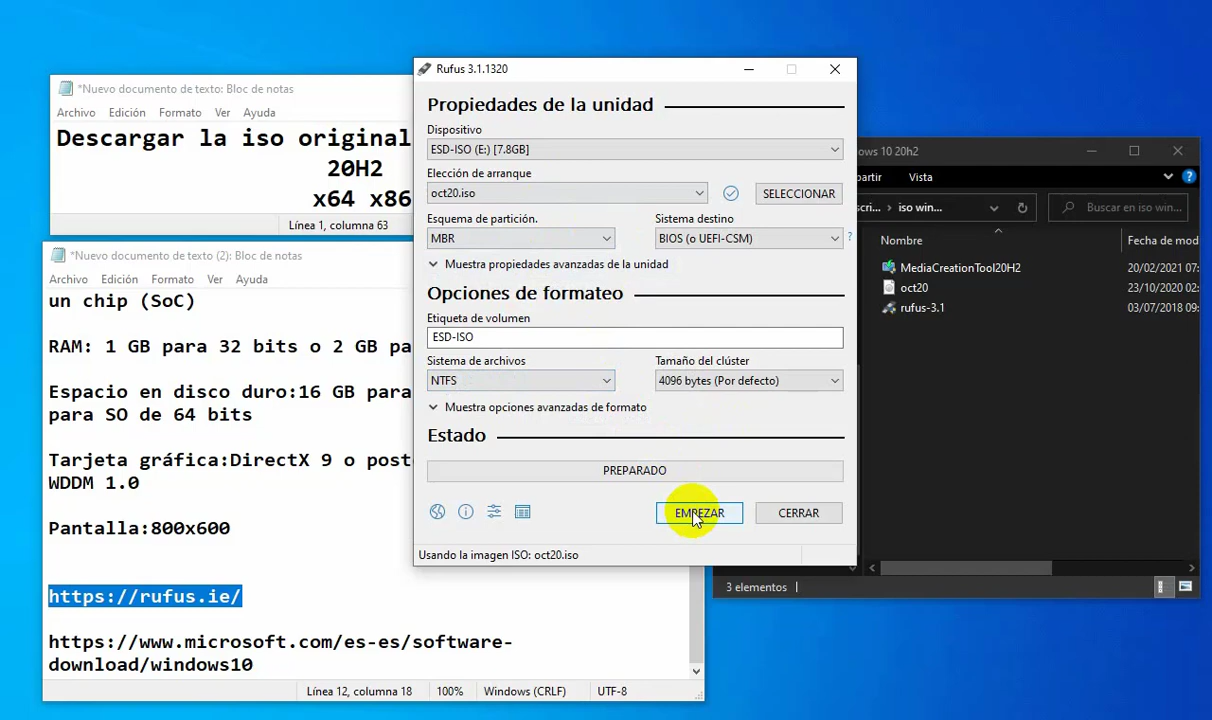 *Nuevo documento de texto: Bloc de notas
Archivo Edición Formato Ver Ayuda
Descargar la iso original
20H2
x64 x86
Línea 1, columna 63
*Nuevo documento de texto (2): Bloc de notas
Archivo Edición Formato Ver Ayuda
un chip (SoC)
RAM: 1 GB para 32 bits o 2 GB pa
Espacio en disco duro:16 GB para
para SO de 64 bits
Tarjeta gráfica:DirectX 9 o post
WDDM 1.0
Pantalla:800x600
https://rufus.ie/
https://www.microsoft.com/es-es/software-
download/windows10
Línea 12, columna 18 100% Windows (CRLF) UTF-8
Rufus 3.1.1320
Propiedades de la unidad
Dispositivo
ESD-ISO (E:) [7.8GB]
Elección de arranque
oct20.iso SELECCIONAR
Esquema de partición. Sistema destino
MBR BIOS (o UEFI-CSM) ?
Muestra propiedades avanzadas de la unidad
Opciones de formateo
Etiqueta de volumen
ESD-ISO
Sistema de archivos Tamaño del clúster
NTFS 4096 bytes (Por defecto)
Muestra opciones avanzadas de formato
Estado
PREPARADO
EMPEZAR CERRAR
Usando la imagen ISO: oct20.iso
ows 10 20h2
partir Vista
scri... iso win... Buscar en iso win...
Nombre Fecha de mod
MediaCreationTool20H2 20/02/2021 07:
oct20 23/10/2020 02:
rufus-3.1 03/07/2018 09:
3 elementos